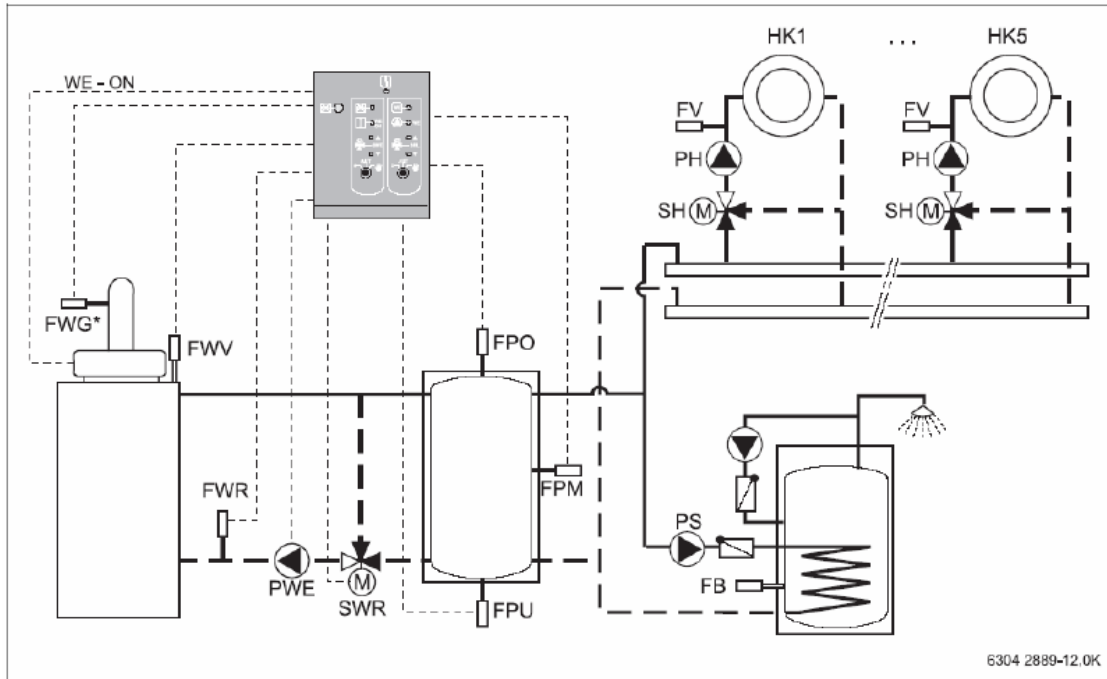 HK1 ... HK5
WE – ON
FV FV
PH PH
SH M SH M
FWG*
FWV
FPO
FWR
FPM
PS
PWE
M
SWR
FPU
FB
6304 2889-12.0K